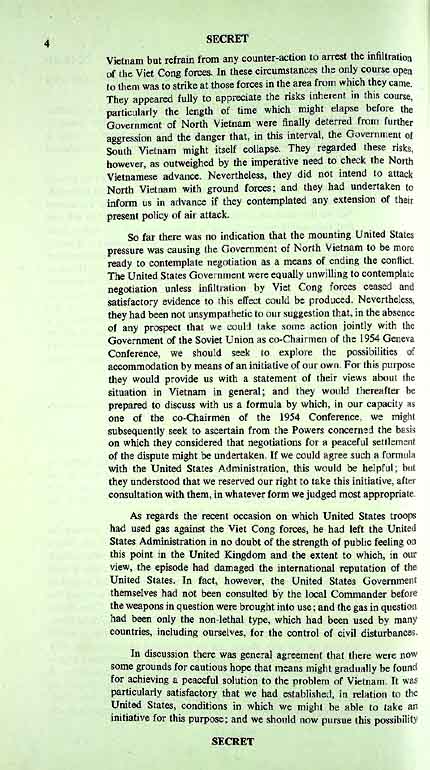 4
SECRET
Vietnam but refrain from any counter-action to arrest the infiltration
of the Viet Cong forces. In these circumstances the only course open
to them was to strike at those forces in the area from which they came.
They appeared fully to appreciate the risks inherent in this course,
particularly the length of time which might elapse before the
Government of North Vietnam were finally deterred from further
aggression and the danger that, in this interval, the Government of
South Vietnam might itself collapse. They regarded these risks,
however, as outweighed by the imperative need to check the North
Vietnamese advance. Nevertheless, they did not intend to attack
North Vietnam with ground forces; and they had undertaken to
inform us in advance if they contemplated any extension of their
present policy of air attack.
So far there was no indication that the mounting United States
pressure was causing the Government of North Vietnam to be more
ready to contemplate negotiation as a means of ending the conflict.
The United States Government were equally unwilling to contemplate
negotiation unless infiltration by Viet Cong forces ceased and
satisfactory evidence to this effect could be produced. Nevertheless,
they had been not unsympathetic to our suggestion that, in the absence
of any prospect that we could take some action jointly with the
Government of the Soviet Union as co-Chairmen of the 1954 Geneva
Conference, we should seek to explore the possibilities of
accommodation by means of an initiative of our own. For this purpose
they would provide us with a statement of their views about the
situation in Vietnam in general; and they would thereafter be
prepared to discuss with us a formula by which, in our capacity as
one of the co-Chairmen of the 1954 Conference, we might
subsequently seek to ascertain from the Powers concerned the basis
on which they considered that negotiations for a peaceful settlement
of the dispute might be undertaken. If we could agree such a formula
with the United States Administration, this would be helpful; but
they understood that we reserved our right to take this initiative, after
consultation with them, in whatever form we judged most appropriate.
As regards the recent occasion on which United States troops
had used gas against the Viet Cong forces, he had left the United
States Administration in no doubt of the strength of public feeling on
this point in the United Kingdom and the extent to which, in our
view, the episode had damaged the international reputation of the
United States. In fact, however, the United States Government
themselves had not been consulted by the local Commander before
the weapons in question were brought into use; and the gas in question
had been only the non-lethal type, which had been used by many
countries, including ourselves, for the control of civil disturbances.
In discussion there was general agreement that there were now
some grounds for cautious hope that means might gradually be found
for achieving a peaceful solution to the problem of Vietnam. It was
particularly satisfactory that we had established, in relation to the
United States, conditions in which we might be able to take an
initiative for this purpose; and we should now pursue this possibility
SECRET